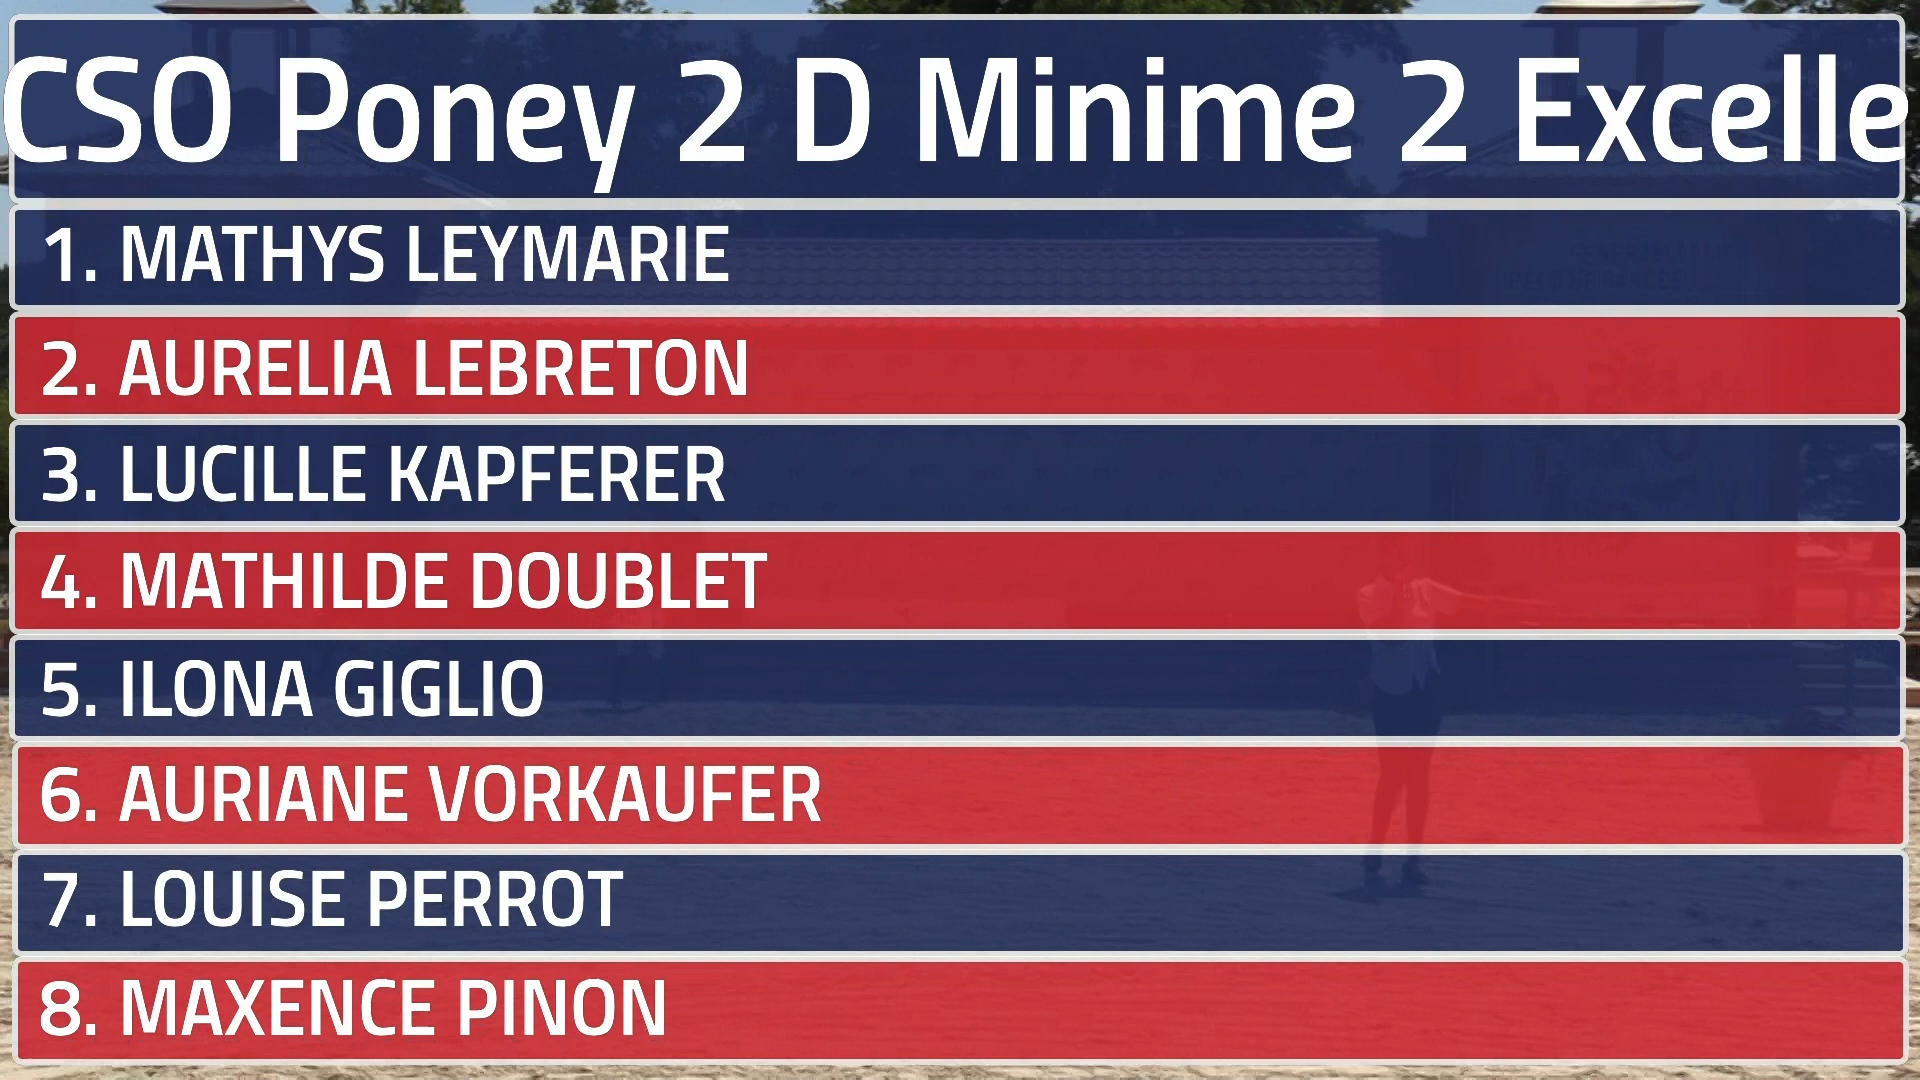 CSO Poney 2 D Minime 2 Excelle
1. MATHYS LEYMARIE
2. AURELIA LEBRETON
3. LUCILLE KAPFERER
4. MATHILDE DOUBLET
5. ILONA GIGLIO
6. AURIANE VORKAUFER
7. LOUISE PERROT
8. MAXENCE PINON